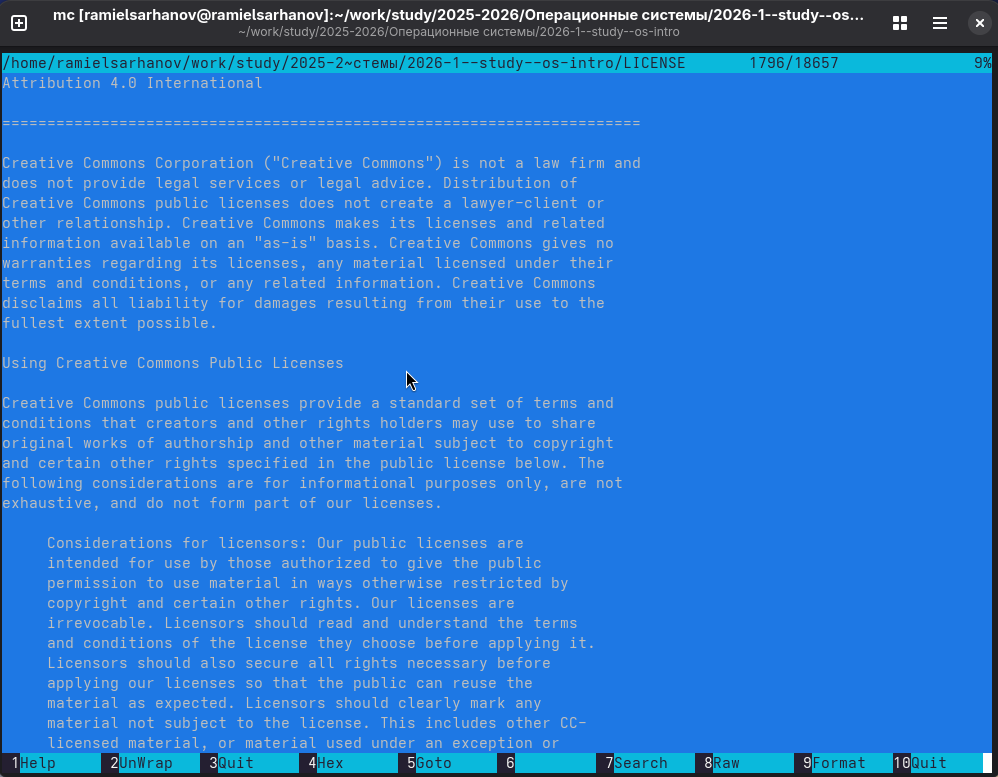 mc [ramielsarhanov@ramielsarhanov]:~/work/study/2025-2026/Операционные системы/2026-1--study--os...
~/work/study/2025-2026/Операционные системы/2026-1--study--os-intro
/home/ramielsarhanov/work/study/2025-2~стемы/2026-1--study--os-intro/LICENSE 1796/18657 9%
Attribution 4.0 International
=======================================================================
Creative Commons Corporation ("Creative Commons") is not a law firm and
does not provide legal services or legal advice. Distribution of
Creative Commons public licenses does not create a lawyer-client or
other relationship. Creative Commons makes its licenses and related
information available on an "as-is" basis. Creative Commons gives no
warranties regarding its licenses, any material licensed under their
terms and conditions, or any related information. Creative Commons
disclaims all liability for damages resulting from their use to the
fullest extent possible.
Using Creative Commons Public Licenses
Creative Commons public licenses provide a standard set of terms and
conditions that creators and other rights holders may use to share
original works of authorship and other material subject to copyright
and certain other rights specified in the public license below. The
following considerations are for informational purposes only, are not
exhaustive, and do not form part of our licenses.
Considerations for licensors: Our public licenses are
intended for use by those authorized to give the public
permission to use material in ways otherwise restricted by
copyright and certain other rights. Our licenses are
irrevocable. Licensors should read and understand the terms
and conditions of the license they choose before applying it.
Licensors should also secure all rights necessary before
applying our licenses so that the public can reuse the
material as expected. Licensors should clearly mark any
material not subject to the license. This includes other CC-
licensed material, or material used under an exception or
1Help 2UnWrap 3Quit 4Hex 5Goto 6 7Search 8Raw 9Format 10Quit